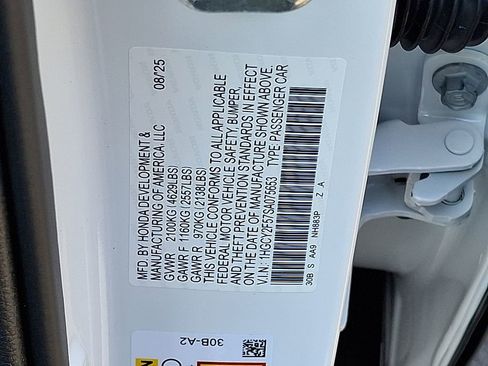 MFD. BY HONDA DEVELOPMENT &
MANUFACTURING OF AMERICA, LLC
08/25
GVWR 2100KG(4629LBS)
GAWR F 1160KG(2557LBS)
GAWR R 970KG(2138LBS)
THIS VEHICLE CONFORMS TO ALL APPLICABLE
FEDERAL MOTOR VEHICLE SAFETY, BUMPER,
AND THEFT PREVENTION STANDARDS IN EFFECT
ON THE DATE OF MANUFACTURE SHOWN ABOVE.
V.I.N: 1HGCY2F57SA075653 TYPE: PASSENGER CAR
30B S AA9 NH883P Z A
30B-A2